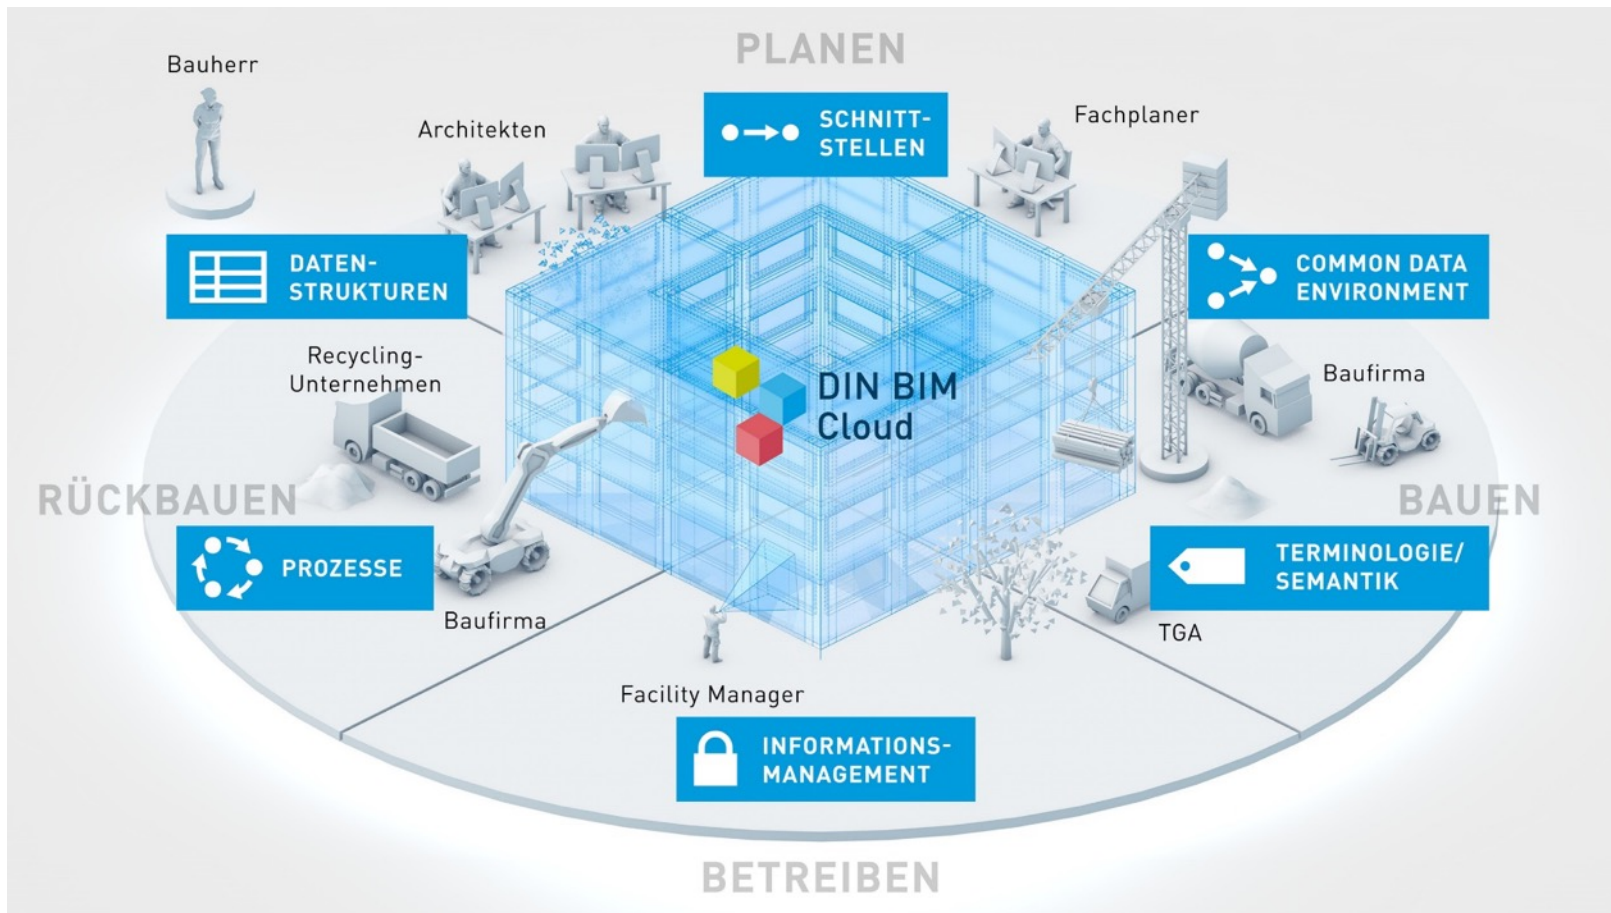 PLANEN
Bauherr
Architekten
SCHNITT-
STELLEN
Fachplaner
DATEN-
STRUKTUREN
COMMON DATA
ENVIRONMENT
Recycling-
Unternehmen
DIN BIM
Cloud
Baufirma
RÜCKBAUEN
BAUEN
PROZESSE
TERMINOLOGIE/
SEMANTIK
Baufirma
TGA
Facility Manager
INFORMATIONS-
MANAGEMENT
BETREIBEN